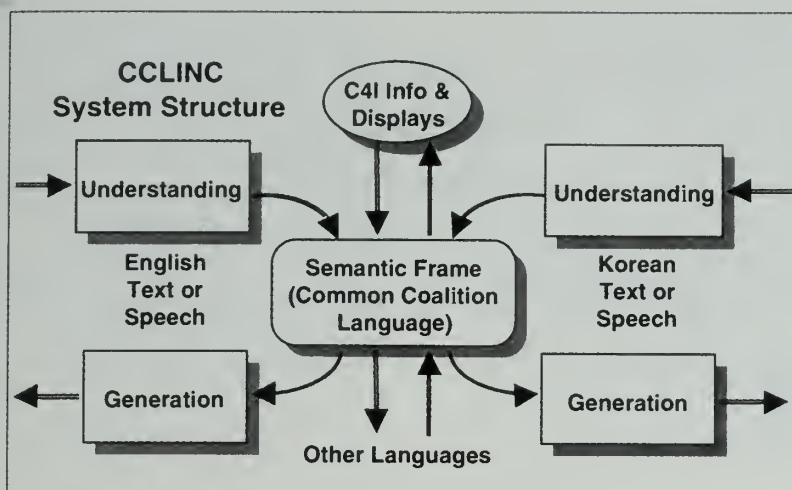 CCLINC
System Structure
C4I Info &
Displays
Understanding
Understanding
English
Text or
Speech
Semantic Frame
(Common Coalition
Language)
Korean
Text or
Speech
Generation
Generation
Other Languages